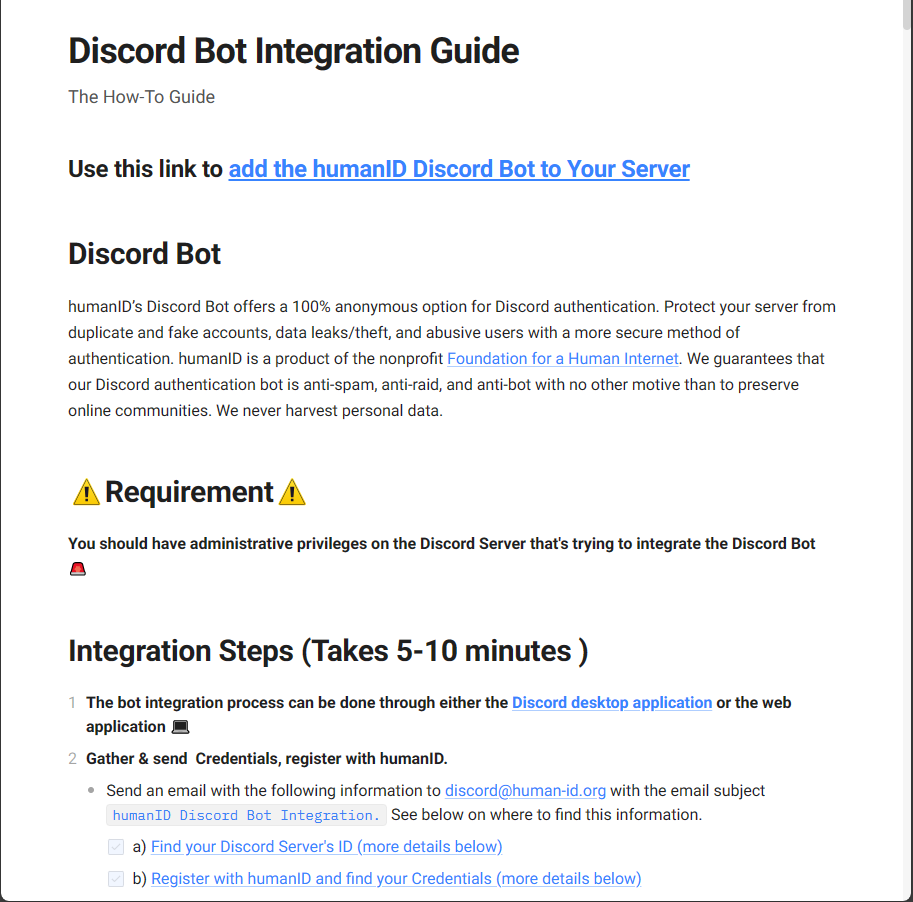 Discord Bot Integration Guide
The How-To Guide
Use this link to add the humanID Discord Bot to Your Server
Discord Bot
humanID’s Discord Bot offers a 100% anonymous option for Discord authentication. Protect your server from
duplicate and fake accounts, data leaks/theft, and abusive users with a more secure method of
authentication. humanID is a product of the nonprofit Foundation for a Human Internet. We guarantees that
our Discord authentication bot is anti-spam, anti-raid, and anti-bot with no other motive than to preserve
online communities. We never harvest personal data.
⚠️Requirement⚠️
You should have administrative privileges on the Discord Server that's trying to integrate the Discord Bot
🚨
Integration Steps (Takes 5-10 minutes )
1 The bot integration process can be done through either the Discord desktop application or the web
application 💻
2 Gather & send  Credentials, register with humanID.
• Send an email with the following information to discord@human-id.org with the email subject
humanID Discord Bot Integration. See below on where to find this information.
a) Find your Discord Server's ID (more details below)
b) Register with humanID and find your Credentials (more details below)